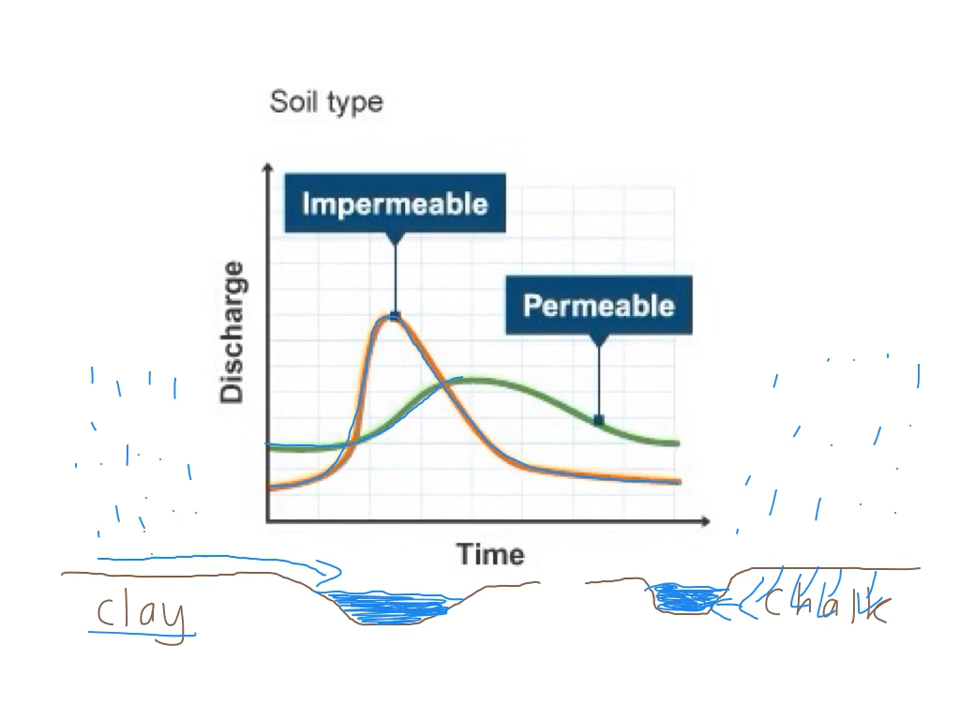 Soil type
Impermeable
Permeable
Discharge
Time
clay
chalk